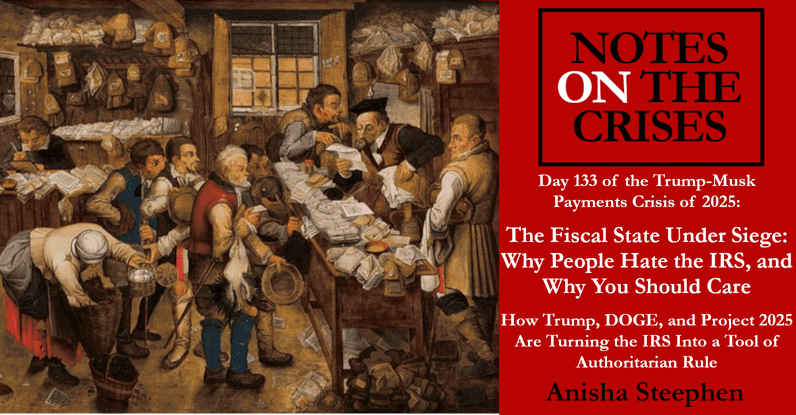 NOTES
ON THE
CRISES
Day 133 of the Trump-Musk
Payments Crisis of 2025:
The Fiscal State Under Siege:
Why People Hate the IRS, and
Why You Should Care
How Trump, DOGE, and Project 2025
Are Turning the IRS Into a Tool of
Authoritarian Rule
Anisha Steephen